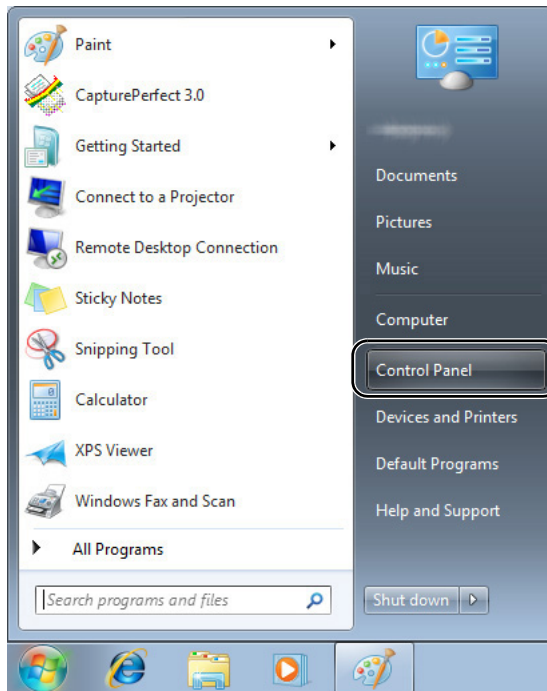 Paint
CapturePerfect 3.0
Getting Started
Connect to a Projector
Remote Desktop Connection
Sticky Notes
Snipping Tool
Calculator
XPS Viewer
Windows Fax and Scan
All Programs
Search programs and files
Documents
Pictures
Music
Computer
Control Panel
Devices and Printers
Default Programs
Help and Support
Shut down